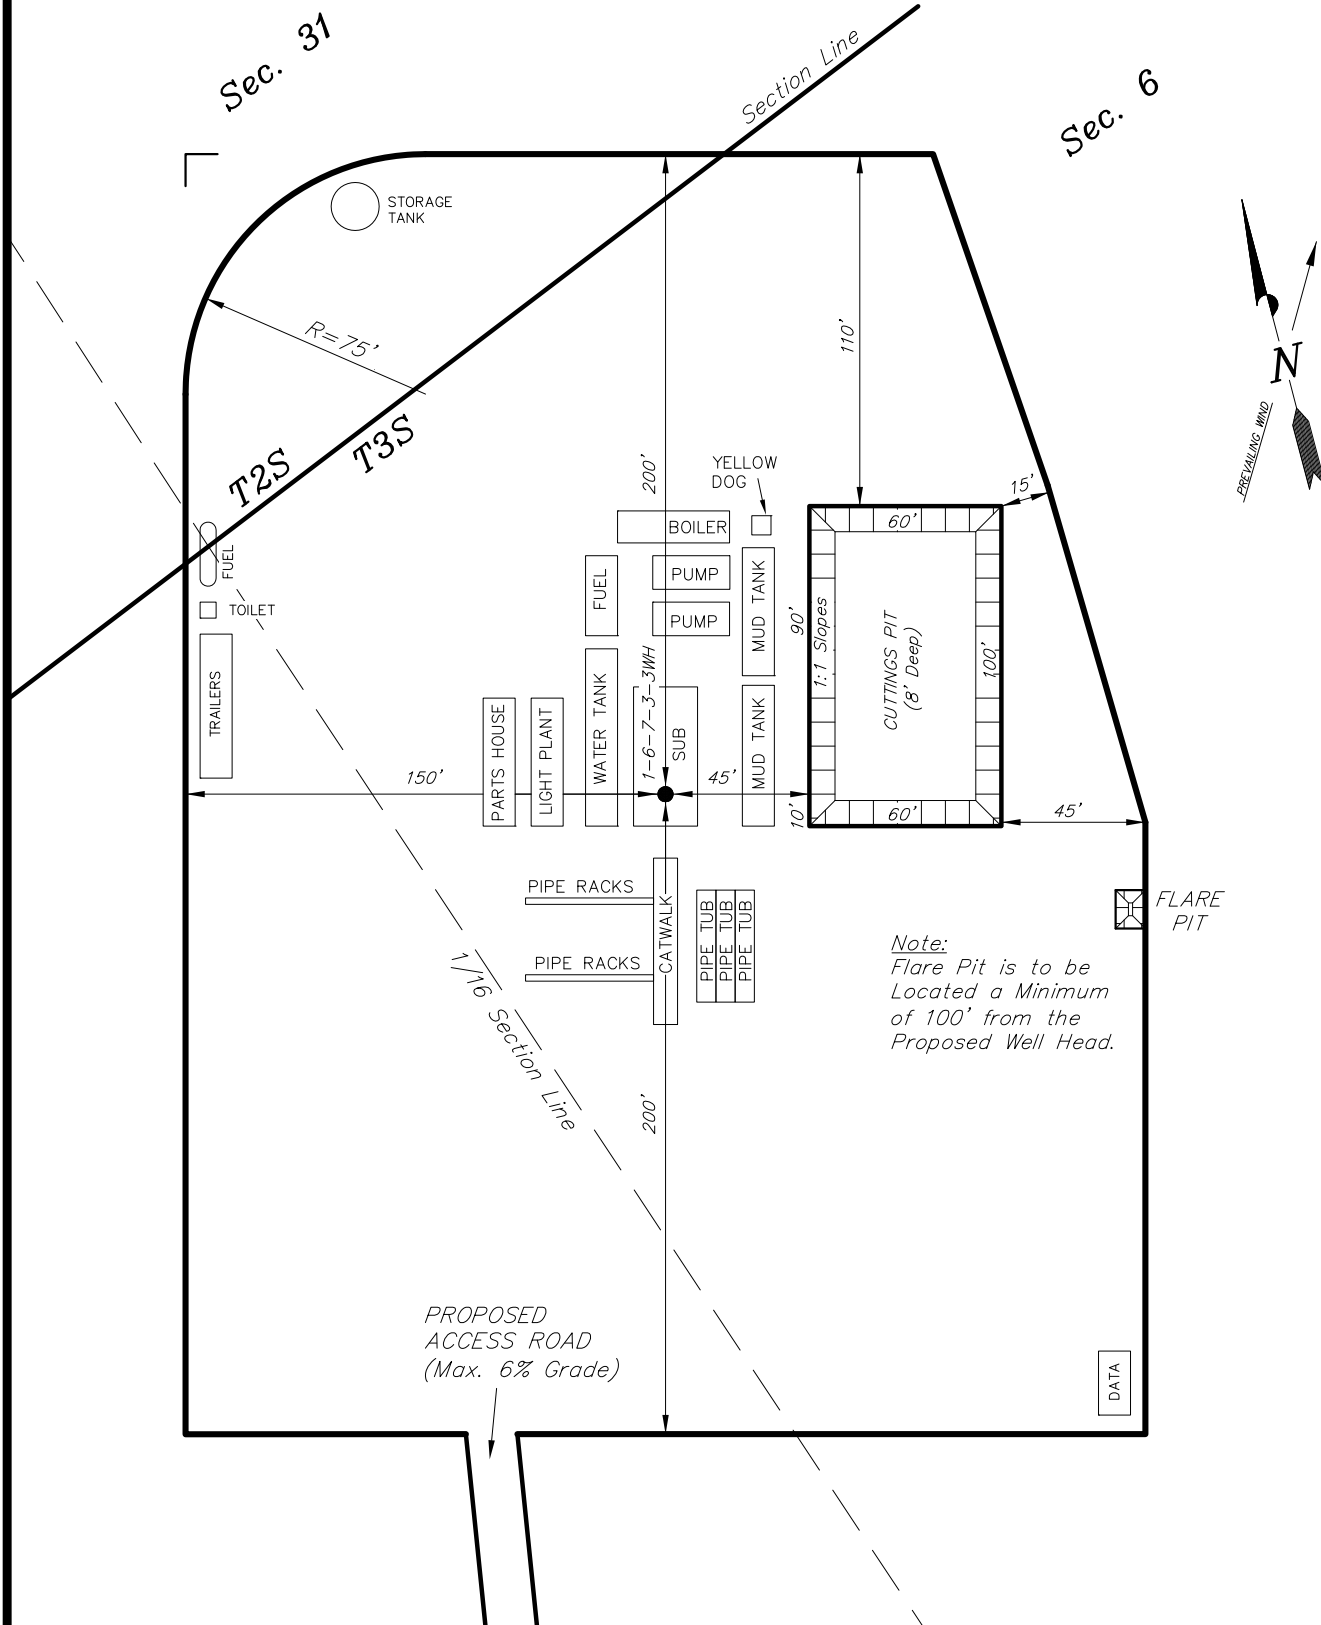 Sec. 31
Section Line
Sec. 6
STORAGE
TANK
R=75'
110'
N
PREVAILING WIND
T2S
T3S
200'
YELLOW
DOG
15'
BOILER
60'
FUEL
FUEL
PUMP
MUD TANK
TOILET
PUMP
90'
1:1 Slopes
CUTTINGS PIT
(8' Deep)
100'
TRAILERS
1-6-7-3-3WH
PARTS HOUSE
LIGHT PLANT
WATER TANK
SUB
MUD TANK
150'
45'
10'
60'
45'
PIPE RACKS
CATWALK
PIPE TUB
PIPE TUB
PIPE TUB
FLARE
PIT
PIPE RACKS
Note:
Flare Pit is to be
Located a Minimum
of 100' from the
Proposed Well Head.
1/16 Section Line
200'
PROPOSED
ACCESS ROAD
(Max. 6% Grade)
DATA